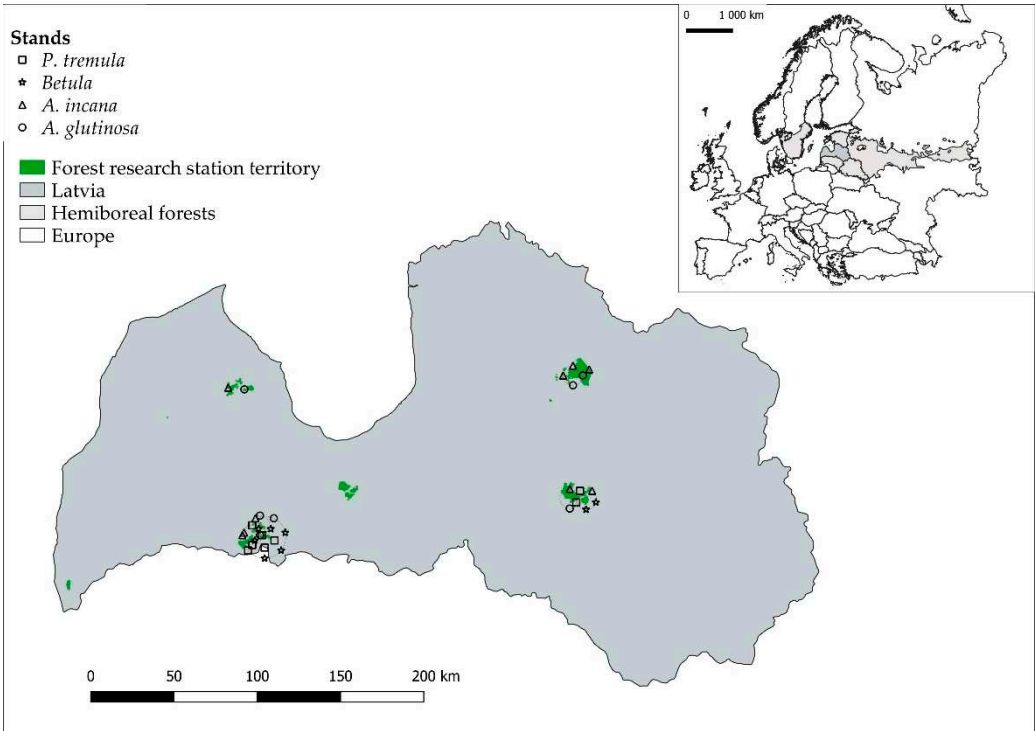 Stands
P. tremula
Betula
A. incana
A. glutinosa
Forest research station territory
Latvia
Hemiboreal forests
Europe
0 1 000 km
0 50 100 150 200 km